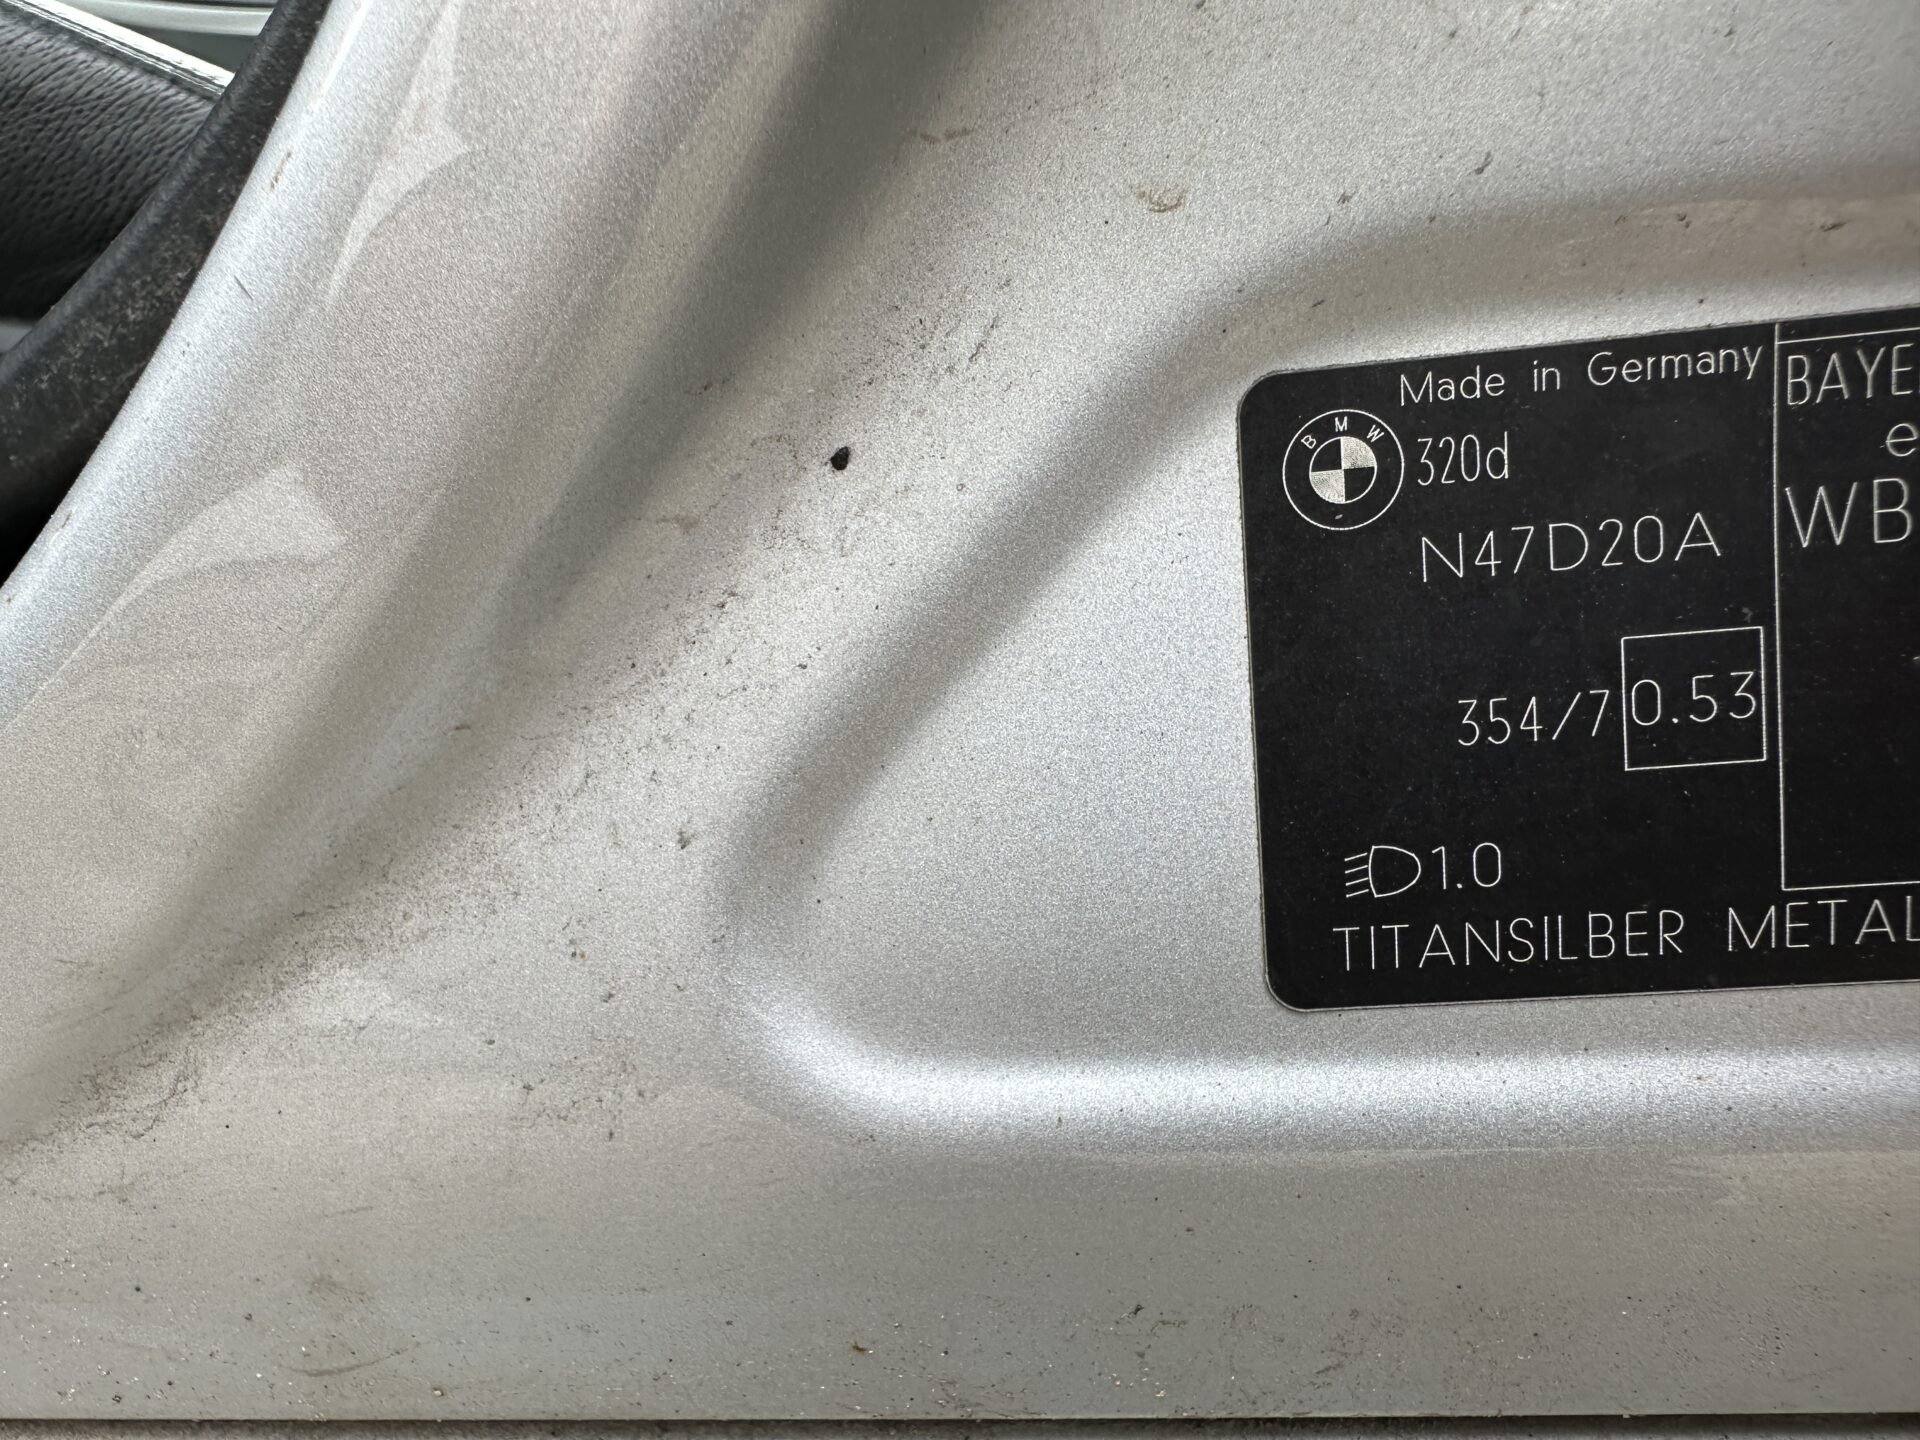 Made in Germany
BMW
320d
N47D20A
354/7 0.53
1.0
TITANSILBER METAL
BAYE
e
WB